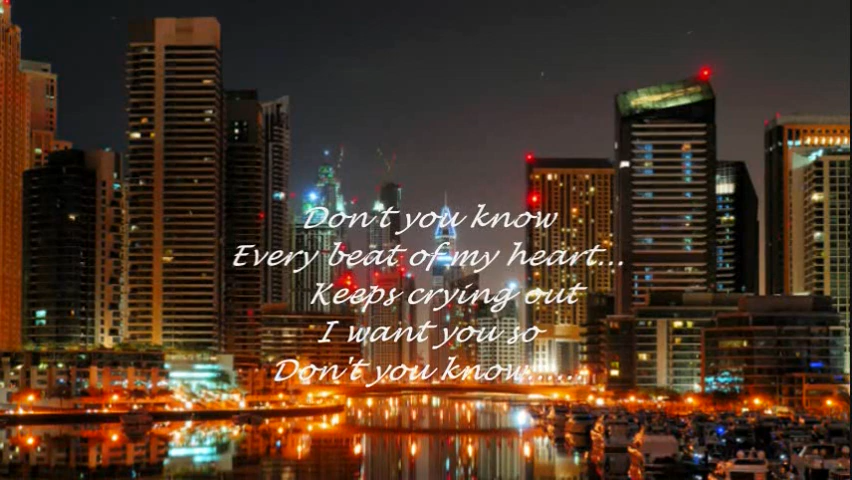 Don't you know
Every beat of my heart...
Keeps crying out
I want you so
Don't you know......